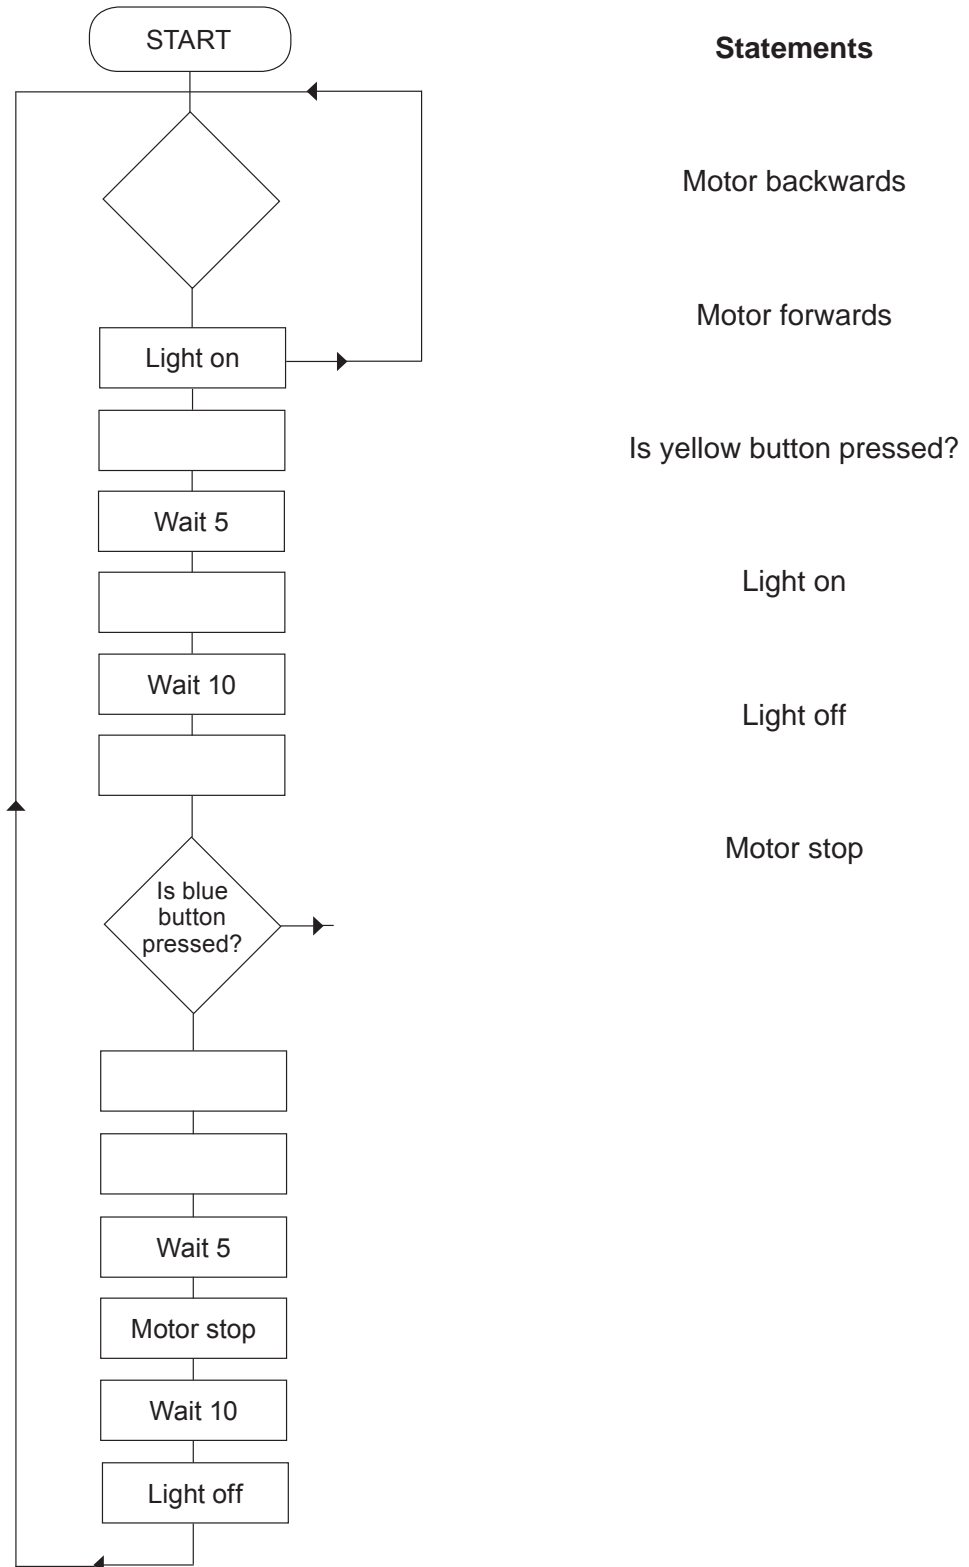 START
Light on
Wait 5
Wait 10
Is blue
button
pressed?
Wait 5
Motor stop
Wait 10
Light off
Statements
Motor backwards
Motor forwards
Is yellow button pressed?
Light on
Light off
Motor stop